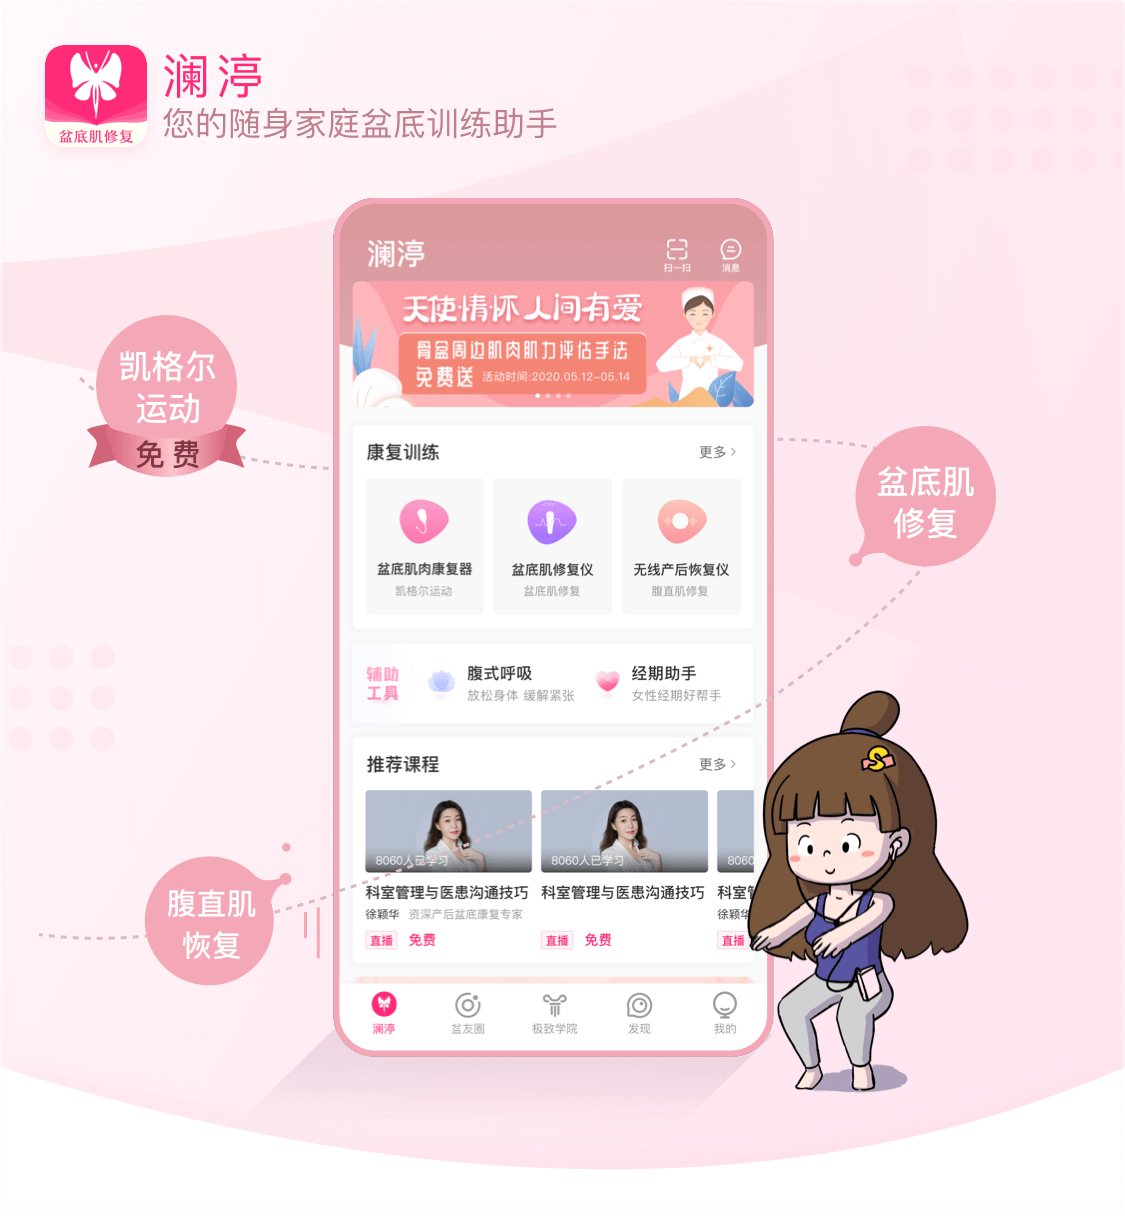 澜渟
您的随身家庭盆底训练助手
盆底肌修复
澜渟
扫一扫
消息
天使·情怀 人间有爱
骨盆周边肌肉肌力评估手法
免费送 活动时间:2020.05.12-05.14
凯格尔
运动
免费
康复训练
更多
盆底肌肉康复器
凯格尔运动
盆底肌修复仪
盆底肌修复
无线产后恢复仪
腹直肌修复
盆底肌
修复
辅助
工具
腹式呼吸
放松身体 缓解紧张
经期助手
女性经期好帮手
推荐课程
更多
8060人已学习
8060人已学习
8060
科室管理与医患沟通技巧
科室管理与医患沟通技巧
科室
徐颖华 资深产后盆底康复专家
徐颖华
直播 免费
直播 免费
直播
腹直肌
恢复
澜渟
盆友圈
极致学院
发现
我的